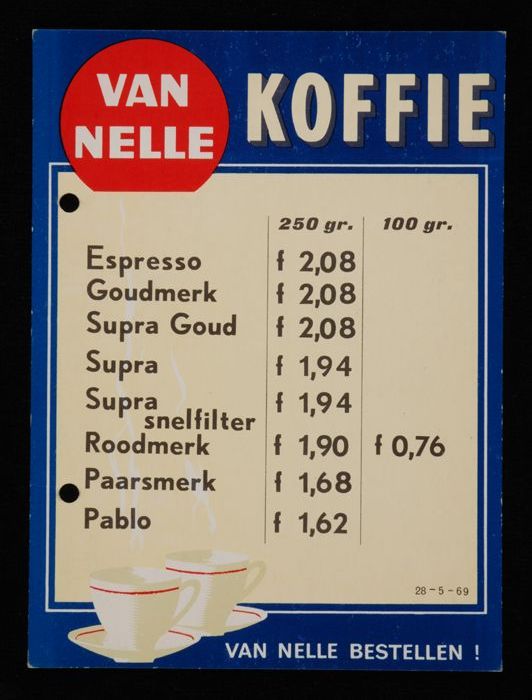 VAN
NELLE
KOFFIE
250 gr. 100 gr.
Espresso f 2,08
Goudmerk f 2,08
Supra Goud f 2,08
Supra f 1,94
Supra
snelfilter f 1,94
Roodmerk f 1,90 f 0,76
Paarsmerk f 1,68
Pablo f 1,62
28-5-69
VAN NELLE BESTELLEN !